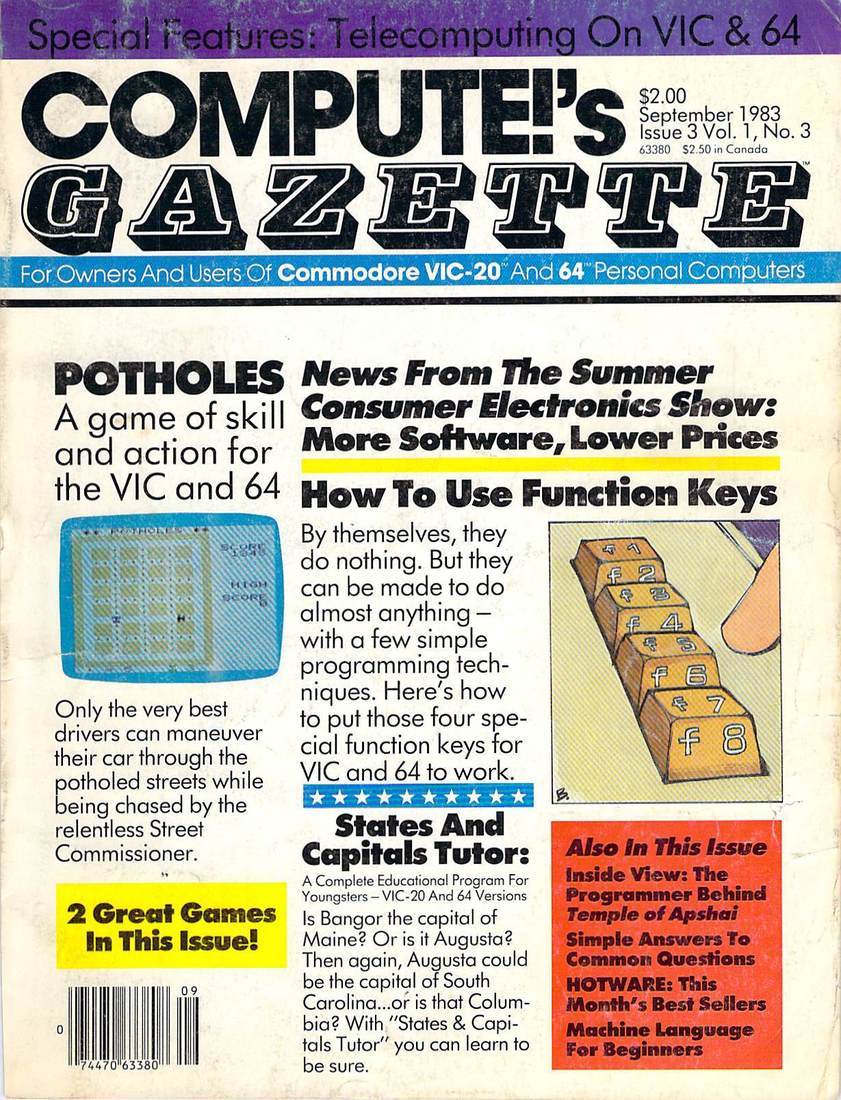 Special Features: Telecomputing On VIC & 64
COMPUTE!'s
GAZETTE™
$2.00
September 1983
Issue 3 Vol. 1, No. 3
63380 $2.50 in Canada
For Owners And Users Of Commodore VIC-20™ And 64™ Personal Computers
POTHOLES
A game of skill
and action for
the VIC and 64
POTHOLES
SCORE
HIGH
SCORE
Only the very best
drivers can maneuver
their car through the
potholed streets while
being chased by the
relentless Street
Commissioner.
2 Great Games
In This Issue!
09
0
74470 63380
News From The Summer
Consumer Electronics Show:
More Software, Lower Prices
How To Use Function Keys
By themselves, they
do nothing. But they
can be made to do
almost anything –
with a few simple
programming tech-
niques. Here's how
to put those four spe-
cial function keys for
VIC and 64 to work.
f 1
f 2
f 3
f 4
f 5
f 6
f 7
f 8
B.
States And
Capitals Tutor:
A Complete Educational Program For
Youngsters – VIC-20 And 64 Versions
Is Bangor the capital of
Maine? Or is it Augusta?
Then again, Augusta could
be the capital of South
Carolina...or is that Colum-
bia? With "States & Capi-
tals Tutor" you can learn to
be sure.
Also In This Issue
Inside View: The
Programmer Behind
Temple of Apshai
Simple Answers To
Common Questions
HOTWARE: This
Month's Best Sellers
Machine Language
For Beginners